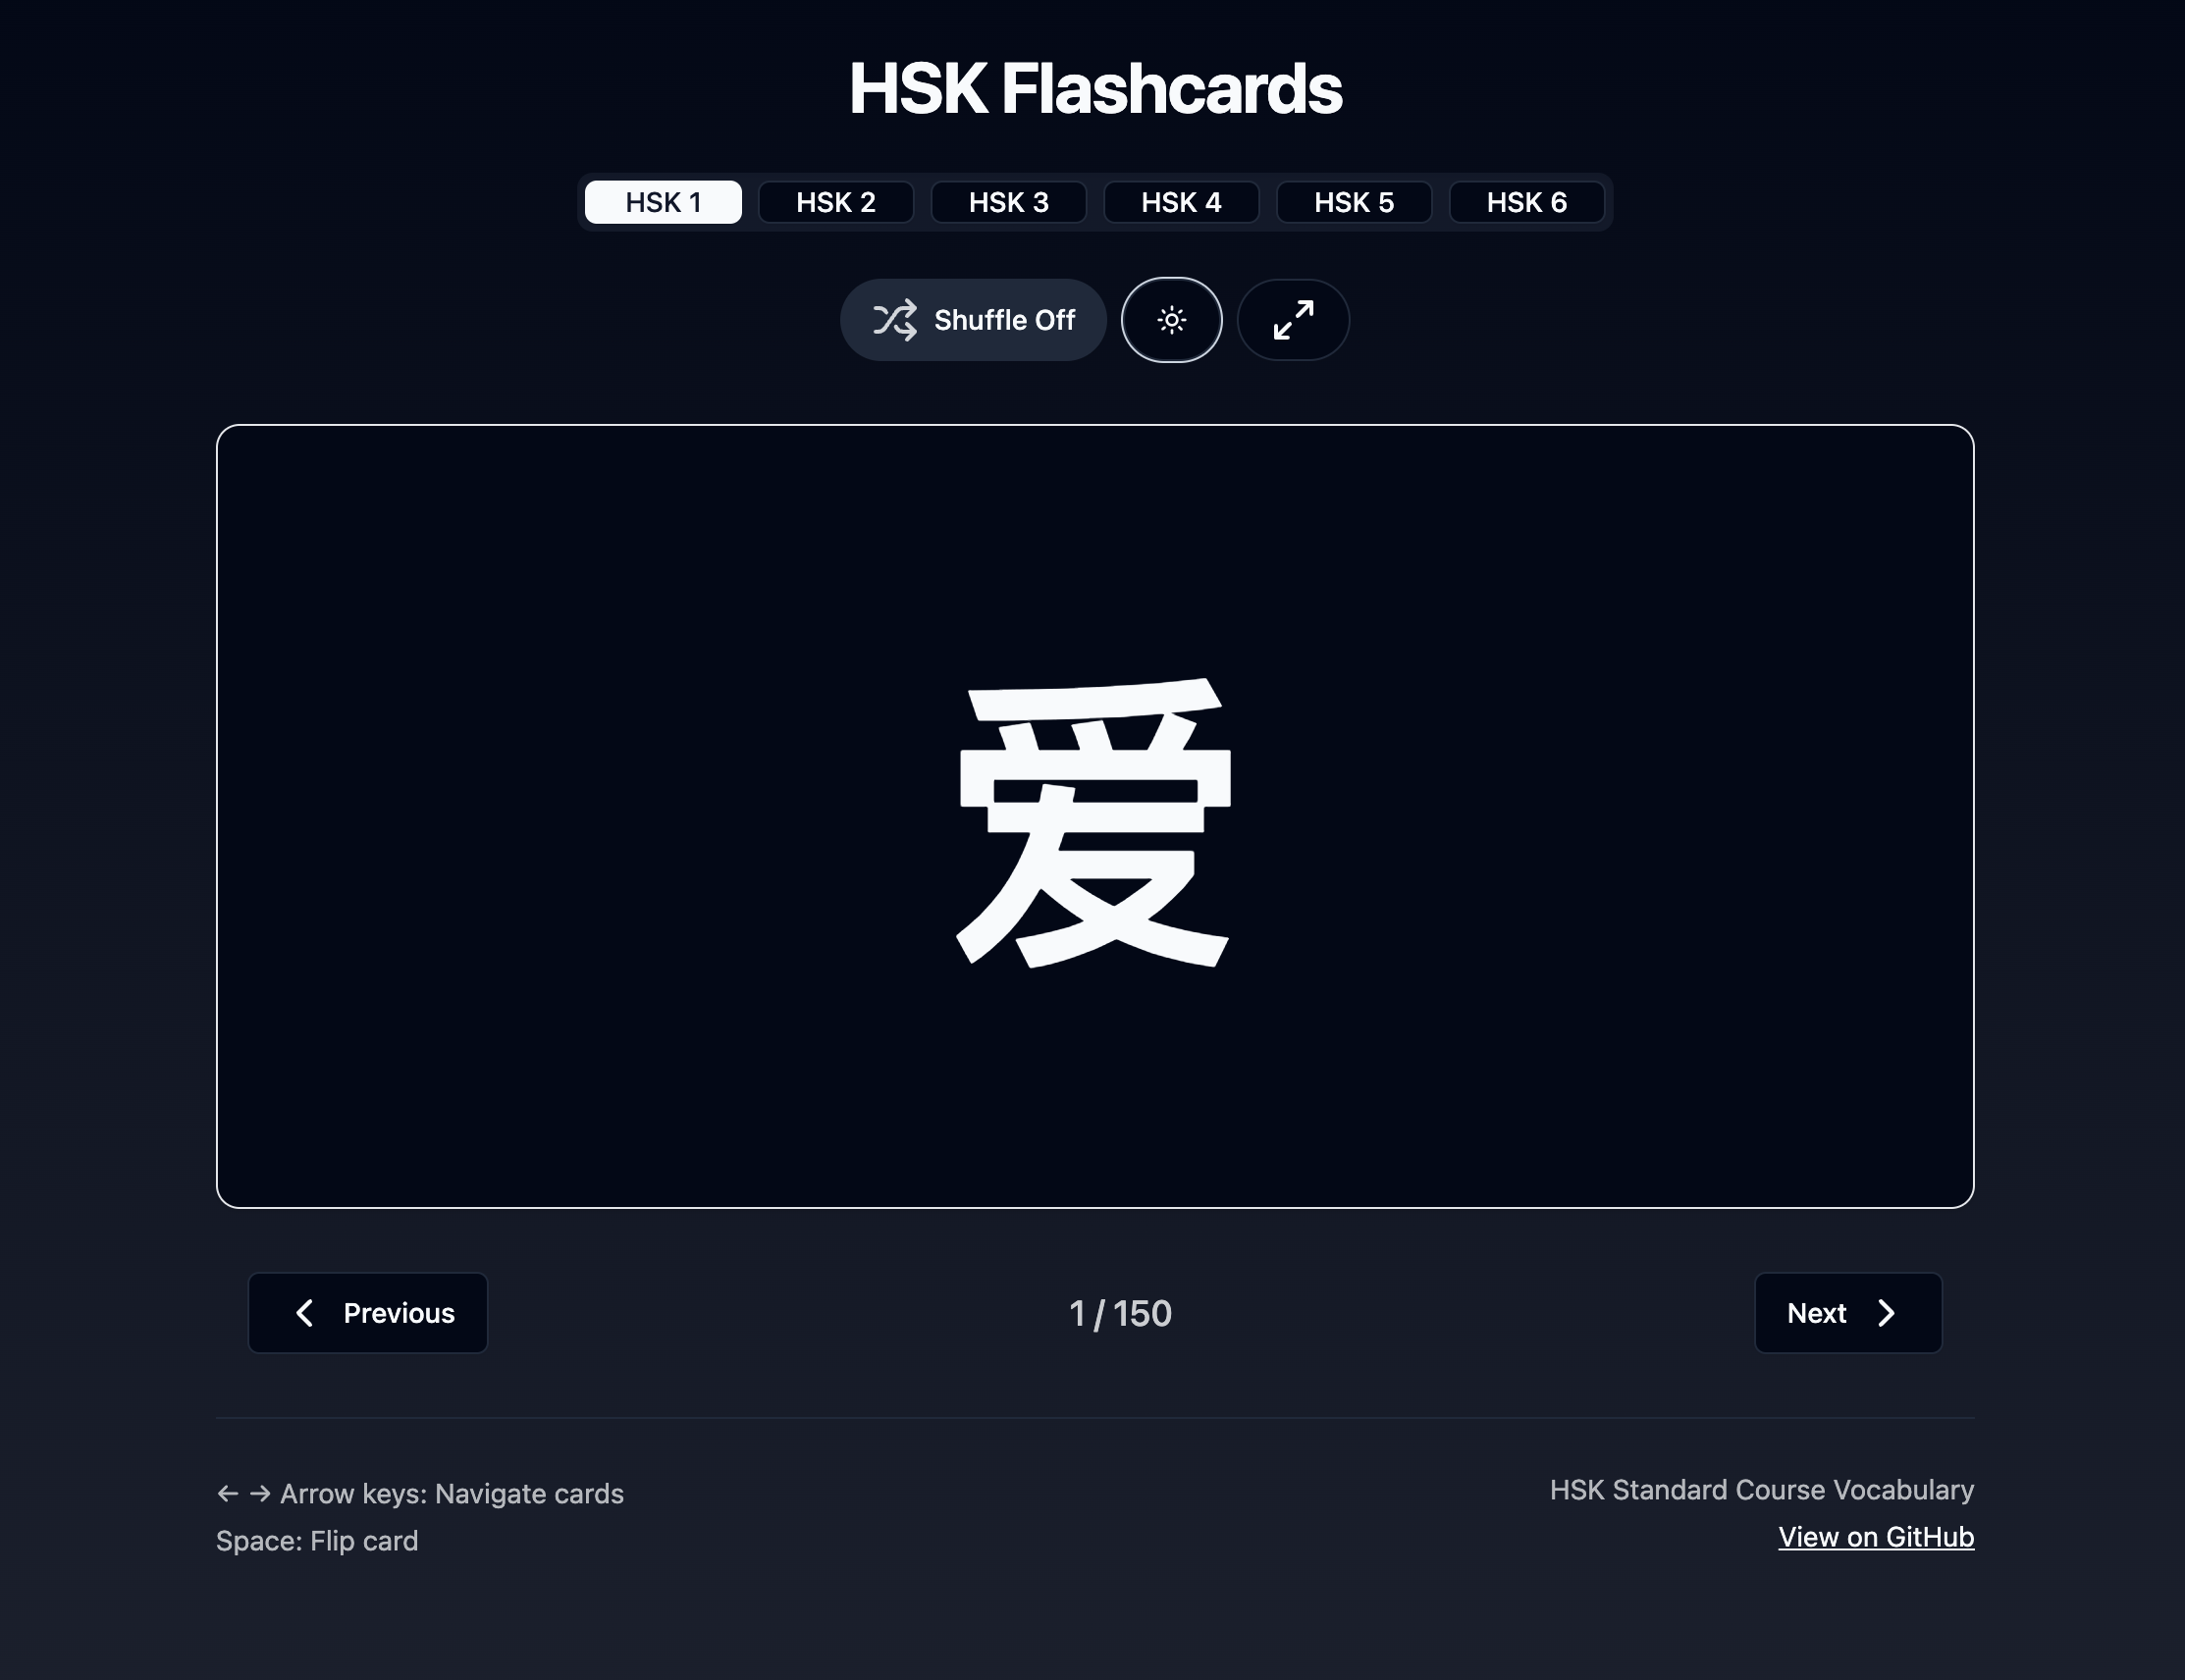 HSK Flashcards
HSK 1 HSK 2 HSK 3 HSK 4 HSK 5 HSK 6
Shuffle Off
爱
Previous 1 / 150 Next
← → Arrow keys: Navigate cards
HSK Standard Course Vocabulary
Space: Flip card
View on GitHub